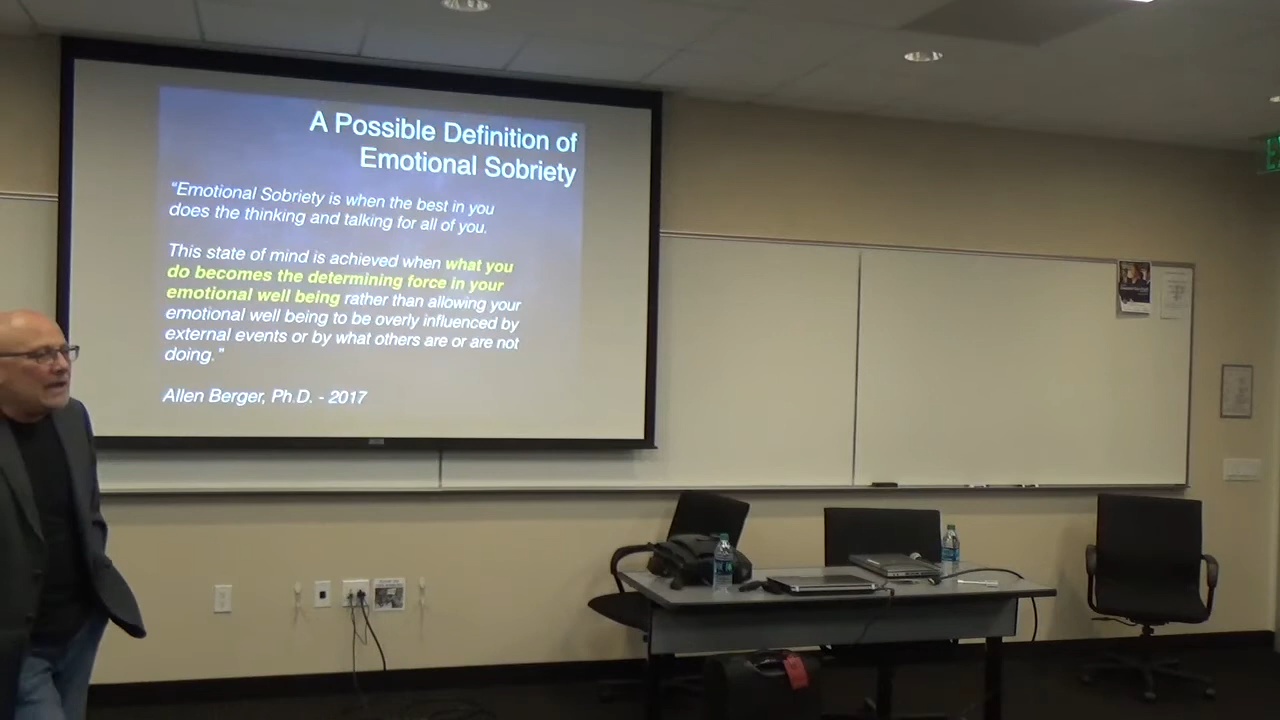 A Possible Definition of
Emotional Sobriety
"Emotional Sobriety is when the best in you
does the thinking and talking for all of you.
This state of mind is achieved when what you
do becomes the determining force in your
emotional well being rather than allowing your
emotional well being to be overly influenced by
external events or by what others are or are not
doing."
Allen Berger, Ph.D. - 2017